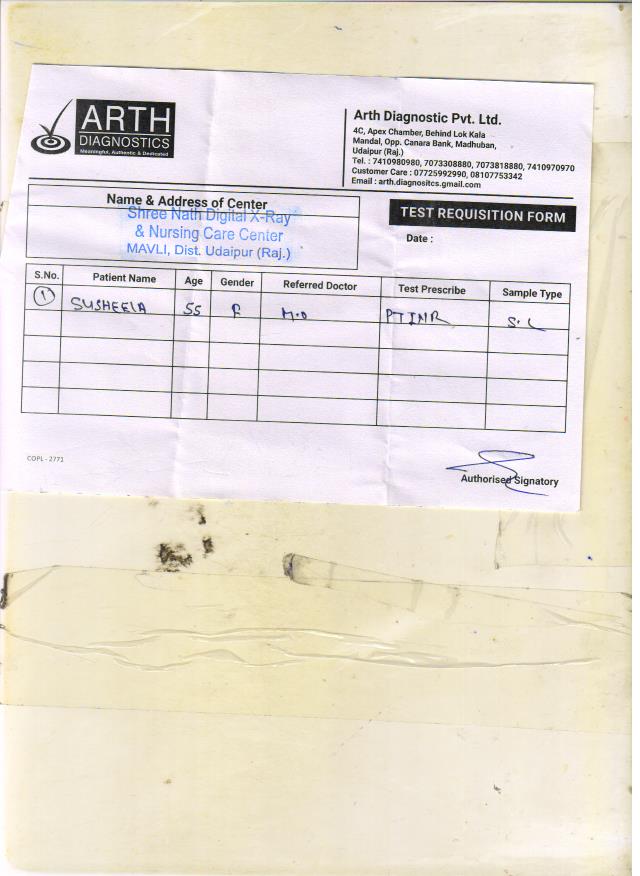 ARTH
DIAGNOSTICS
Meaningful, Authentic & Dedicated
Arth Diagnostic Pvt. Ltd.
4C, Apex Chamber, Behind Lok Kala
Mandal, Opp. Canara Bank, Madhuban,
Udaipur (Raj.)
Tel. : 7410980980, 7073308880, 7073818880, 7410970970
Customer Care : 07725992990, 08107753342
Email : arth.diagnositcs.gmail.com
Name & Address of Center
Shree Nath Digital X-Ray
& Nursing Care Center
MAVLI, Dist. Udaipur (Raj.)
TEST REQUISITION FORM
Date :
S.No. Patient Name Age Gender Referred Doctor Test Prescribe Sample Type
1 SUSHEELA 55 F M.D PTINR S.C
COPL - 2771
Authorised Signatory